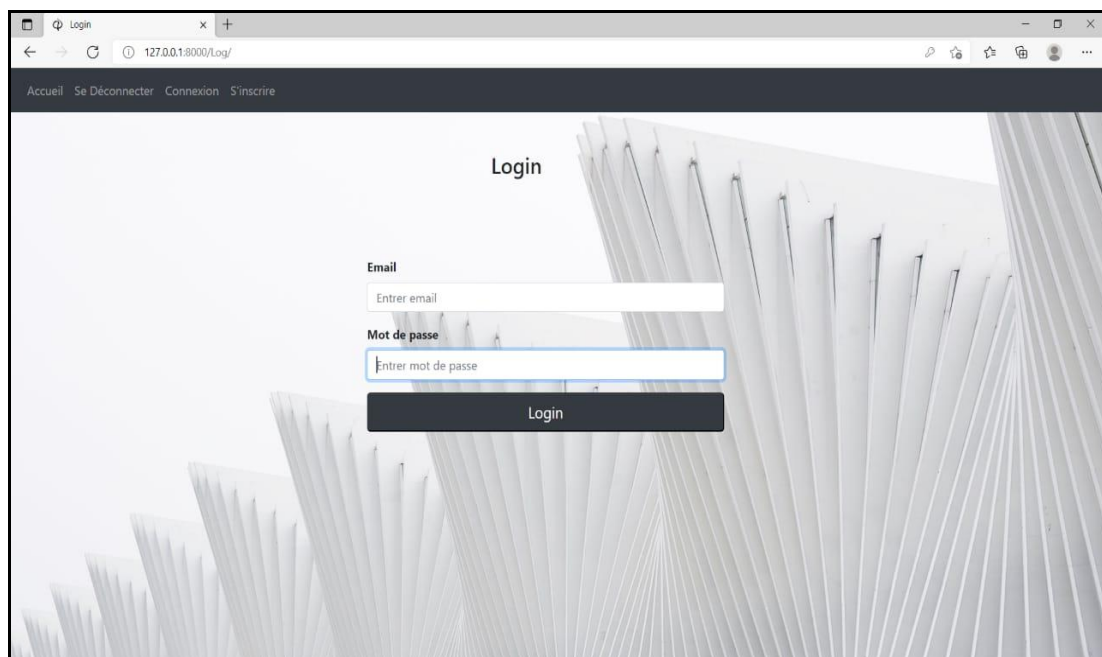 Login
127.0.0.1:8000/Log/
Accueil Se Déconnecter Connexion S'inscrire
Login
Email
Entrer email
Mot de passe
Entrer mot de passe
Login